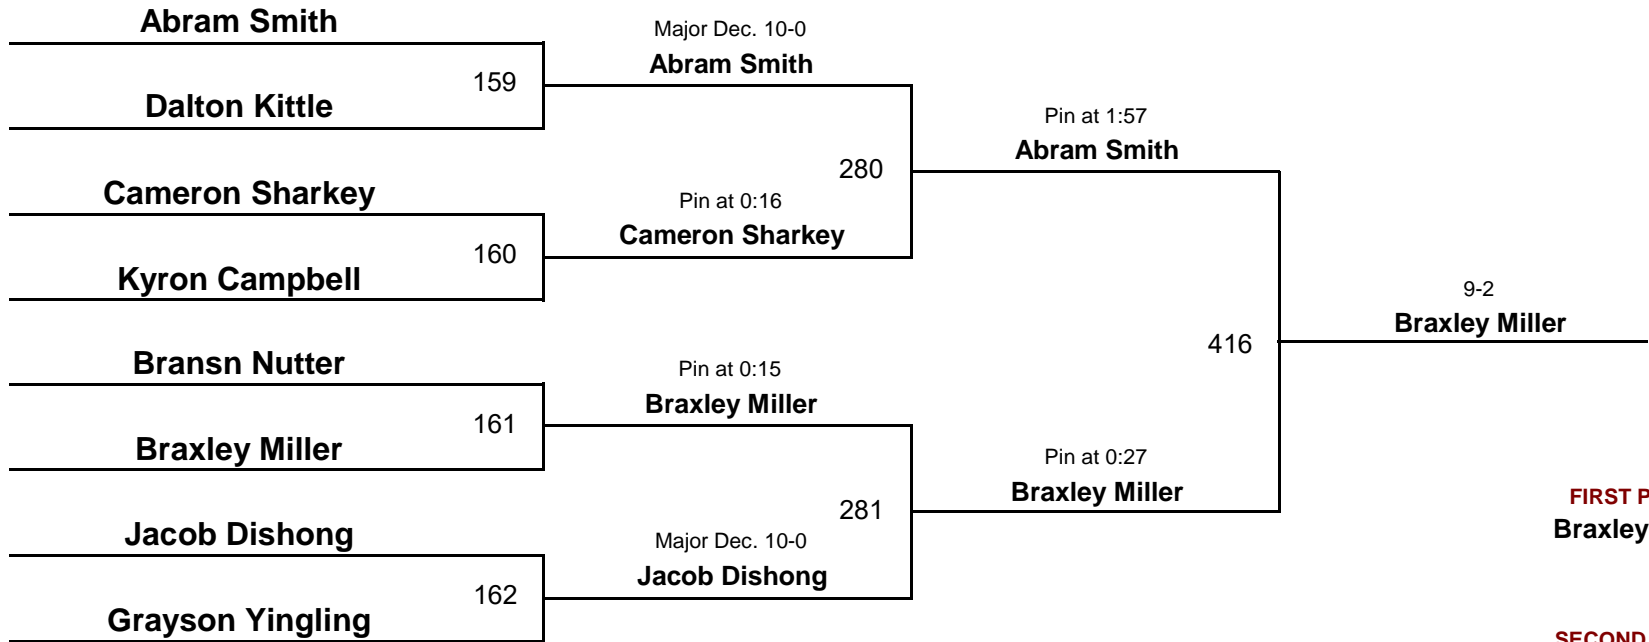 Abram Smith
159
Dalton Kittle
Cameron Sharkey
160
Kyron Campbell
Bransn Nutter
161
Braxley Miller
Jacob Dishong
162
Grayson Yingling
Major Dec. 10-0
Abram Smith
280
Pin at 0:16
Cameron Sharkey
Pin at 0:15
Braxley Miller
281
Major Dec. 10-0
Jacob Dishong
Pin at 1:57
Abram Smith
416
Pin at 0:27
Braxley Miller
9-2
Braxley Miller
FIRST P
Braxley
SECOND